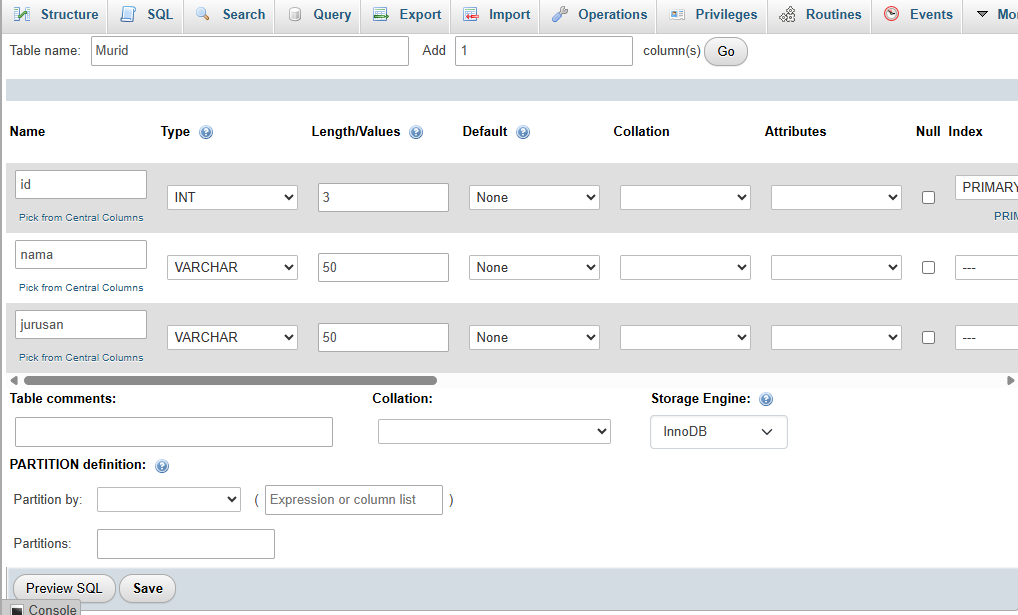 Structure SQL Search Query Export Import Operations Privileges Routines Events
Table name: Murid Add 1 column(s) Go
Name Type Length/Values Default Collation Attributes Null Index
id INT 3 None PRIMARY
Pick from Central Columns
nama VARCHAR 50 None ---
Pick from Central Columns
jurusan VARCHAR 50 None ---
Pick from Central Columns
Table comments: Collation: Storage Engine:
InnoDB
PARTITION definition:
Partition by: ( Expression or column list )
Partitions:
Preview SQL Save
Console